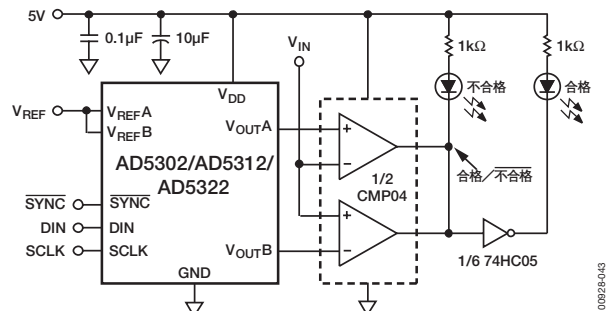 5V
0.1µF
10µF
VIN
1kΩ
1kΩ
不合格
合格
VDD
VREF
VREFA
VREFB
VOUTA
AD5302/AD5312/
AD5322
1/2
CMP04
合格/不合格
SYNC
SYNC
DIN
DIN
SCLK
SCLK
VOUTB
GND
1/6 74HC05
00928-043